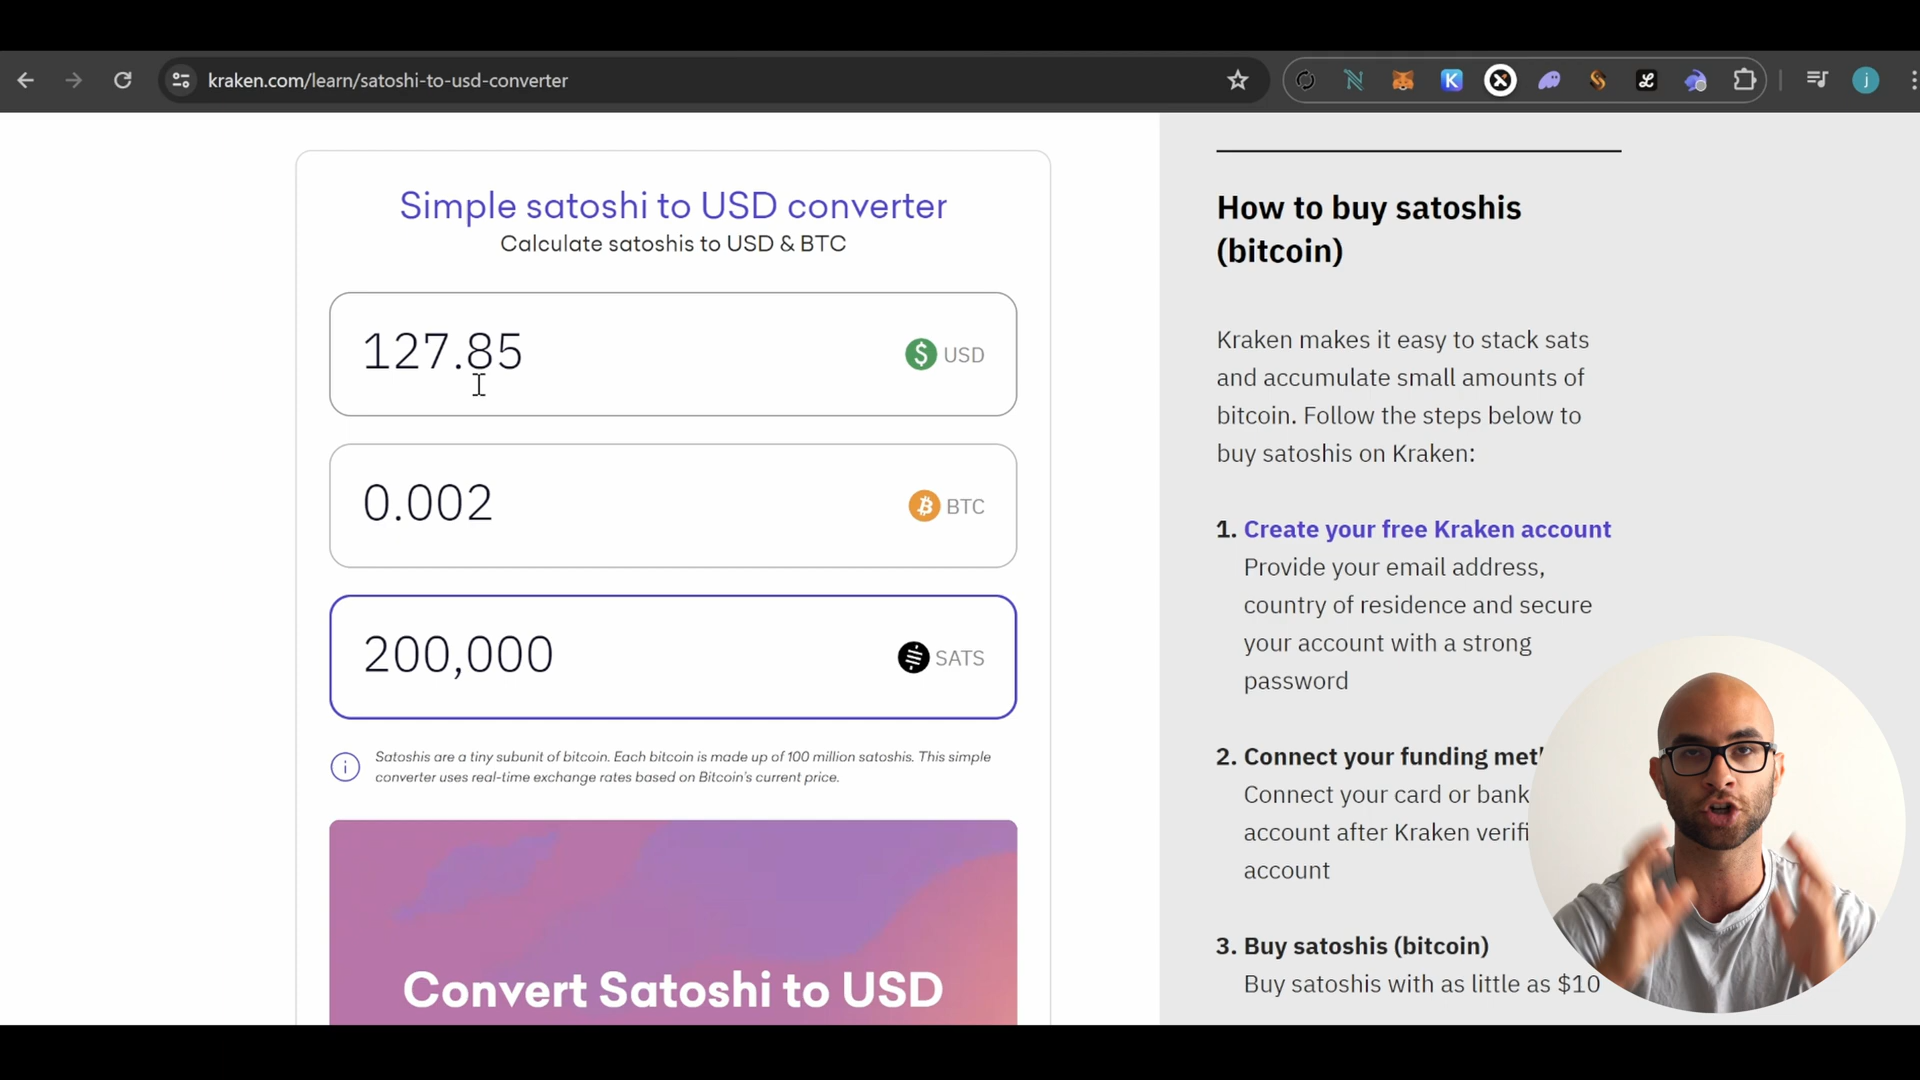 kraken.com/learn/satoshi-to-usd-converter
j
Simple satoshi to USD converter
Calculate satoshis to USD & BTC
127.85
$ USD
0.002
BTC
200,000
SATS
Satoshis are a tiny subunit of bitcoin. Each bitcoin is made up of 100 million satoshis. This simple
converter uses real-time exchange rates based on Bitcoin's current price.
Convert Satoshi to USD
How to buy satoshis
(bitcoin)
Kraken makes it easy to stack sats
and accumulate small amounts of
bitcoin. Follow the steps below to
buy satoshis on Kraken:
1. Create your free Kraken account
Provide your email address,
country of residence and secure
your account with a strong
password
2. Connect your funding met
Connect your card or bank
account after Kraken verifi
account
3. Buy satoshis (bitcoin)
Buy satoshis with as little as $10